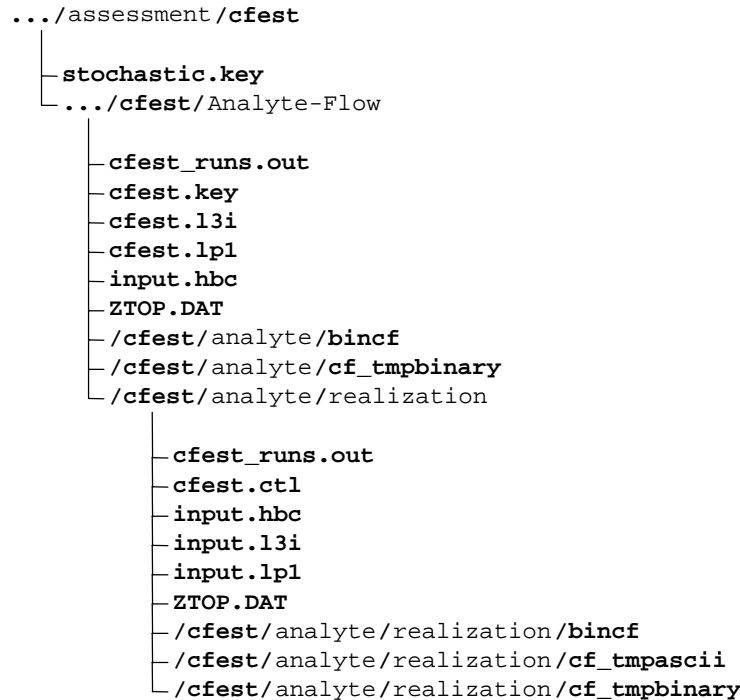 .../assessment/cfest
stochastic.key
.../cfest/Analyte-Flow
cfest_runs.out
cfest.key
cfest.l3i
cfest.lp1
input.hbc
ZTOP.DAT
/cfest/analyte/bincf
/cfest/analyte/cf_tmpbinary
/cfest/analyte/realization
cfest_runs.out
cfest.ctl
input.hbc
input.l3i
input.lp1
ZTOP.DAT
/cfest/analyte/realization/bincf
/cfest/analyte/realization/cf_tmpascii
/cfest/analyte/realization/cf_tmpbinary